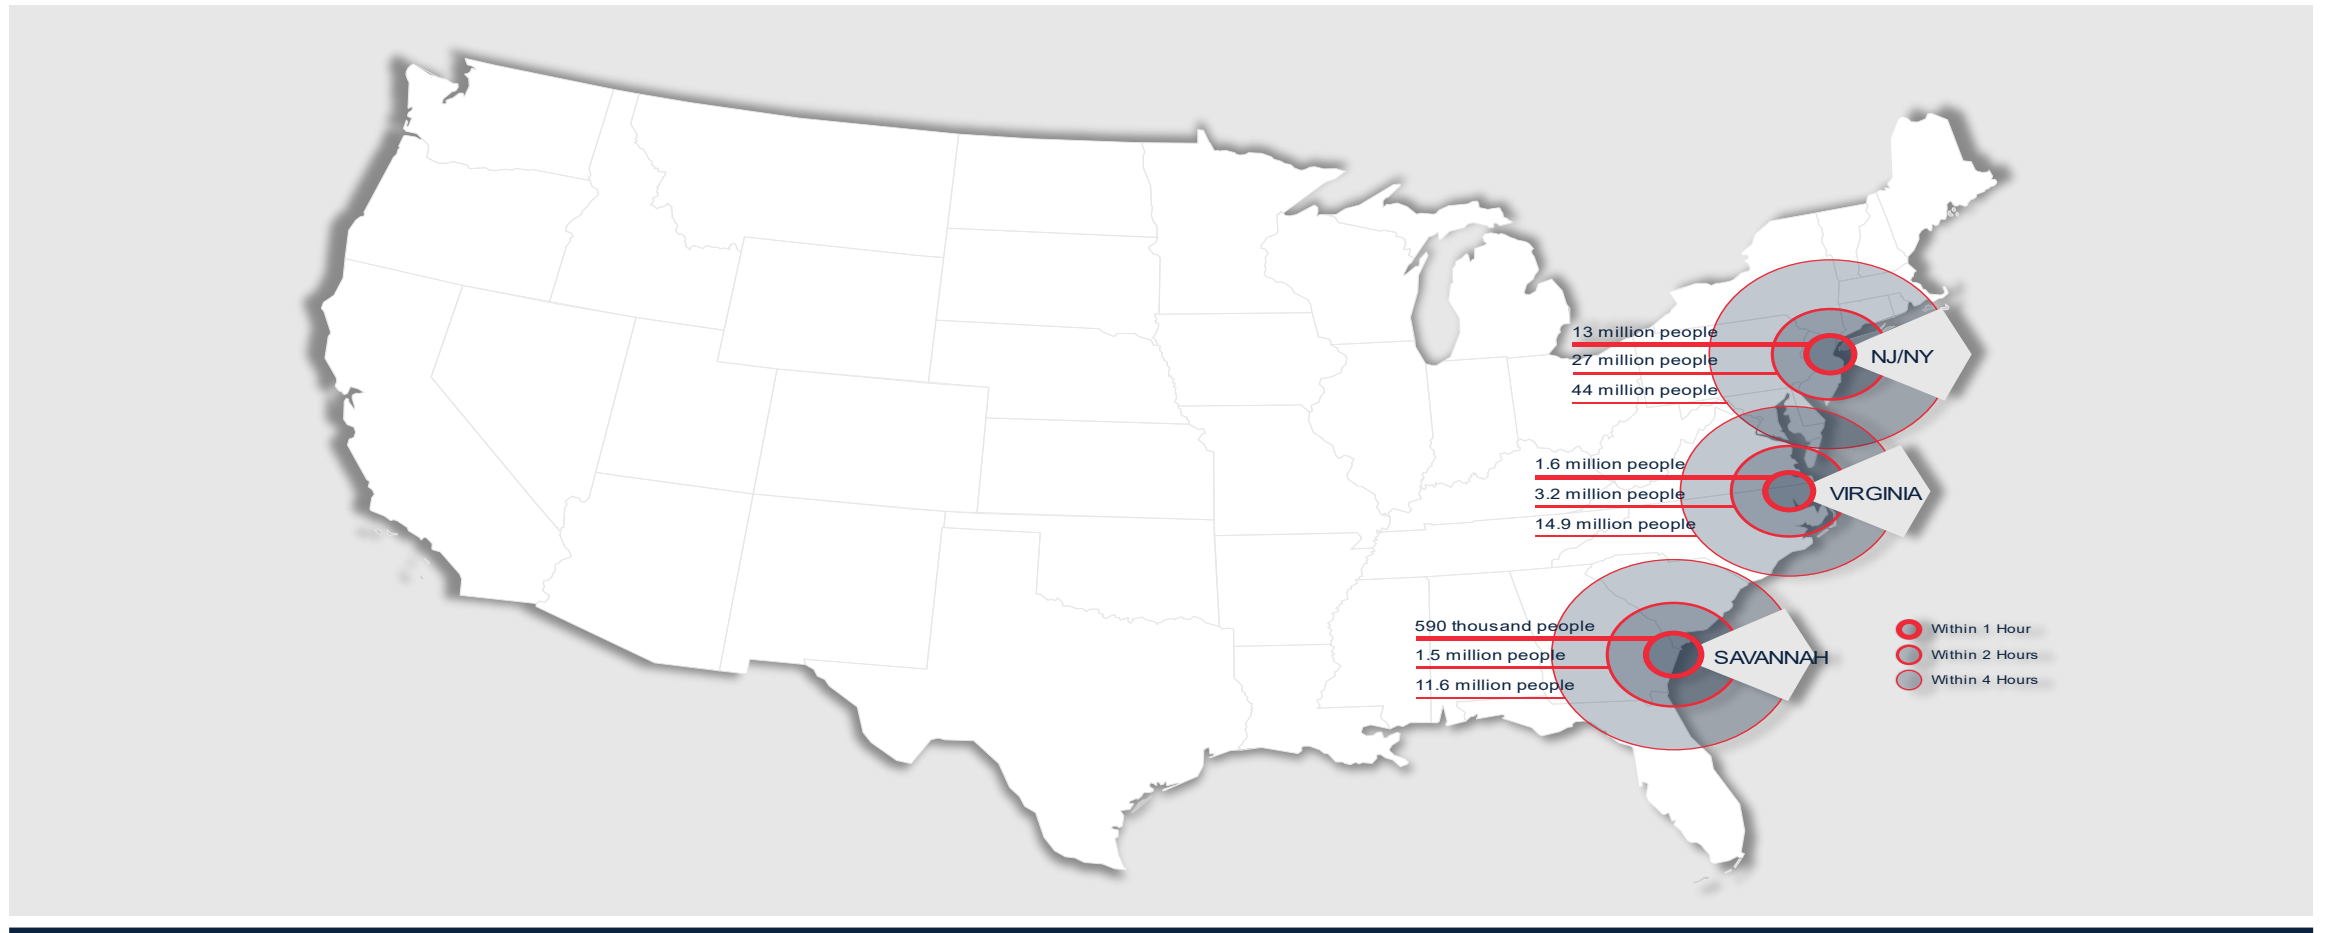 13 million people
27 million people
44 million people
NJ/NY
1.6 million people
3.2 million people
14.9 million people
VIRGINIA
590 thousand people
1.5 million people
11.6 million people
SAVANNAH
Within 1 Hour
Within 2 Hours
Within 4 Hours